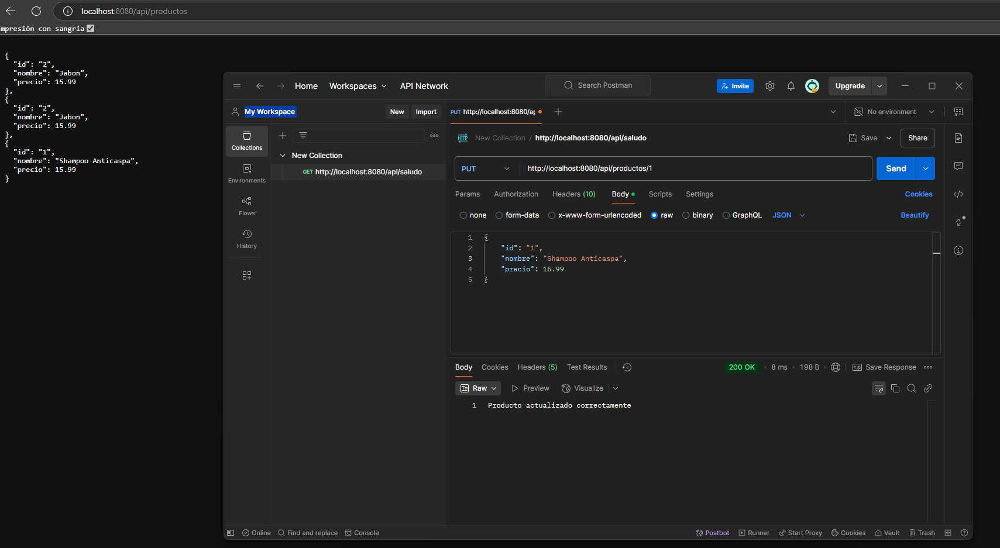 localhost:8080/api/productos
mpresión con sangría
{
"id": "2",
"nombre": "Jabon",
"precio": 15.99
},
{
"id": "2",
"nombre": "Jabon",
"precio": 15.99
},
{
"id": "1",
"nombre": "Shampoo Anticaspa",
"precio": 15.99
}
Home Workspaces API Network Search Postman Invite Upgrade
My Workspace New Import PUT http://localhost:8080/ap No environment
Collections
Environments
Flows
History
New Collection
GET http://localhost:8080/api/saludo
HTTP New Collection / http://localhost:8080/api/saludo Save Share
PUT http://localhost:8080/api/productos/1 Send
Params Authorization Headers (10) Body Scripts Settings Cookies
none form-data x-www-form-urlencoded raw binary GraphQL JSON Beautify
1 {
2 "id": "1",
3 "nombre": "Shampoo Anticaspa",
4 "precio": 15.99
5 }
Body Cookies Headers (5) Test Results 200 OK • 8 ms • 198 B • e.g. Save Response
Raw Preview Visualize
1 Producto actualizado correctamente
Online Find and replace Console Postbot Runner Start Proxy Cookies Vault Trash